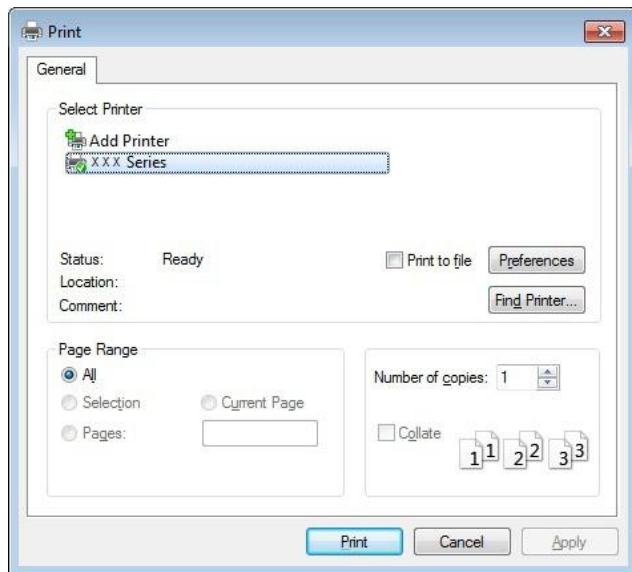 Print
General
Select Printer
Add Printer
XXX Series
Status: Ready
Location:
Comment:
Print to file
Preferences
Find Printer...
Page Range
All
Selection
Current Page
Pages:
Number of copies: 1
Collate
1 1 2 2 3 3
Print
Cancel
Apply